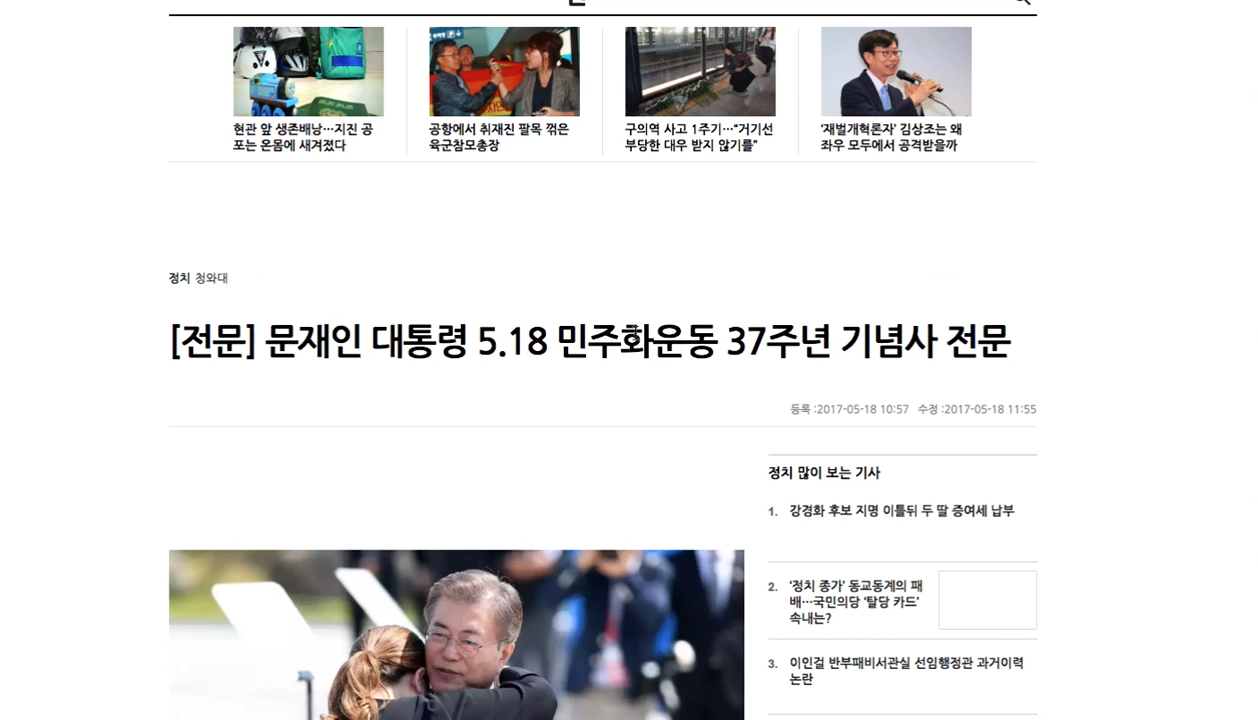 현관 앞 생존배낭…지진 공
포는 온몸에 새겨졌다
공항에서 취재진 팔목 꺾은
육군참모총장
구의역 사고 1주기…"거기선
부당한 대우 받지 않기를"
'재벌개혁론자' 김상조는 왜
좌우 모두에서 공격받을까
정치 청와대
[전문] 문재인 대통령 5.18 민주화운동 37주년 기념사 전문
등록 :2017-05-18 10:57 수정 :2017-05-18 11:55
정치 많이 보는 기사
1. 강경화 후보 지명 이틀뒤 두 딸 증여세 납부
2. '정치 종가' 동교동계의 패
배…국민의당 '탈당 카드'
속내는?
3. 이인걸 반부패비서관실 선임행정관 과거이력
논란